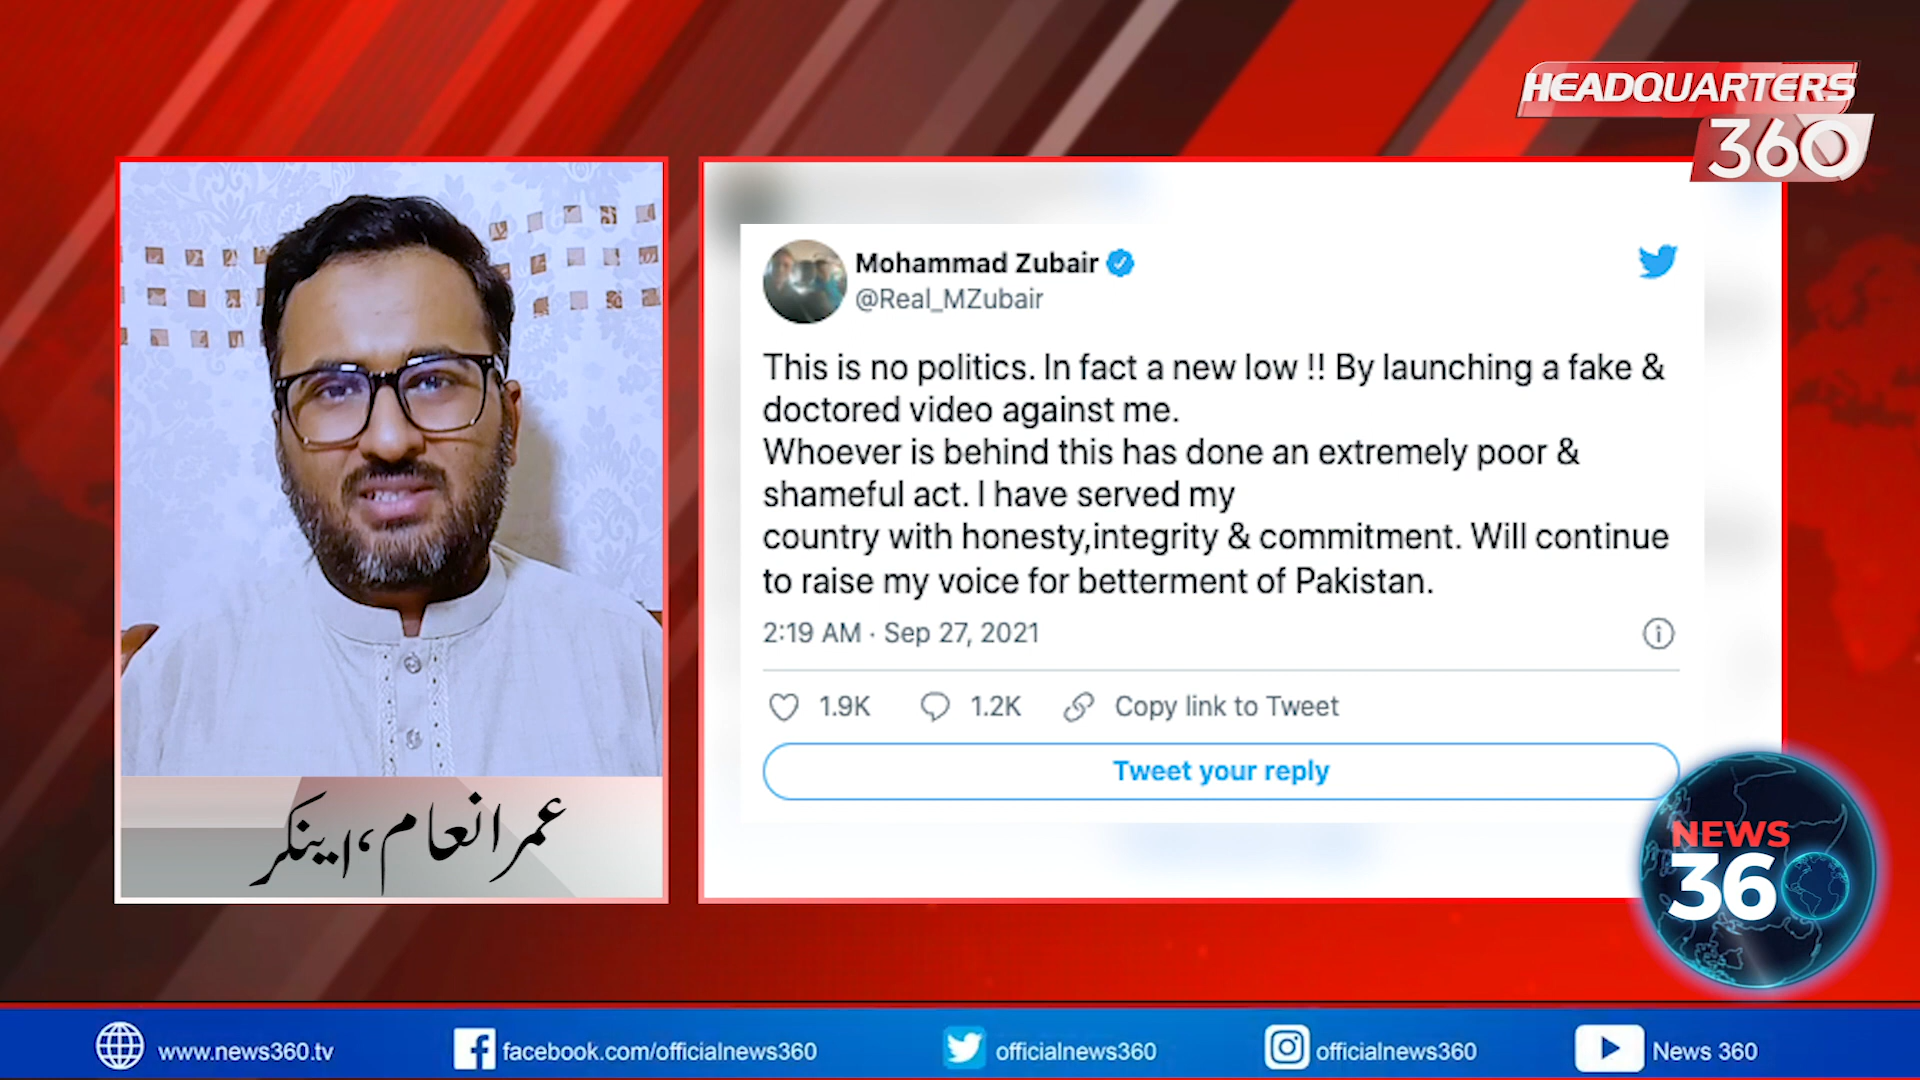 HEADQUARTERS
360
Mohammad Zubair
@Real_MZubair
This is no politics. In fact a new low !! By launching a fake &
doctored video against me.
Whoever is behind this has done an extremely poor &
shameful act. I have served my
country with honesty,integrity & commitment. Will continue
to raise my voice for betterment of Pakistan.
2:19 AM · Sep 27, 2021
1.9K 1.2K Copy link to Tweet
Tweet your reply
عمر انعام، اینکر
NEWS
360
www.news360.tv facebook.com/officialnews360 officialnews360 officialnews360 News 360